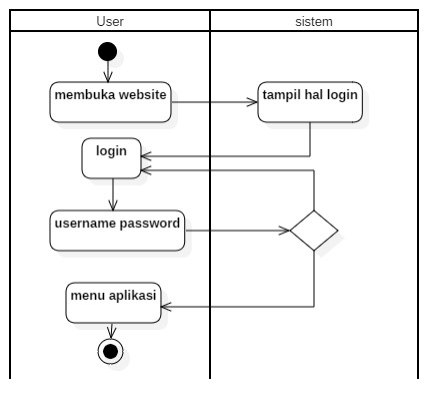 User
sistem
membuka website
tampil hal login
login
username password
menu aplikasi